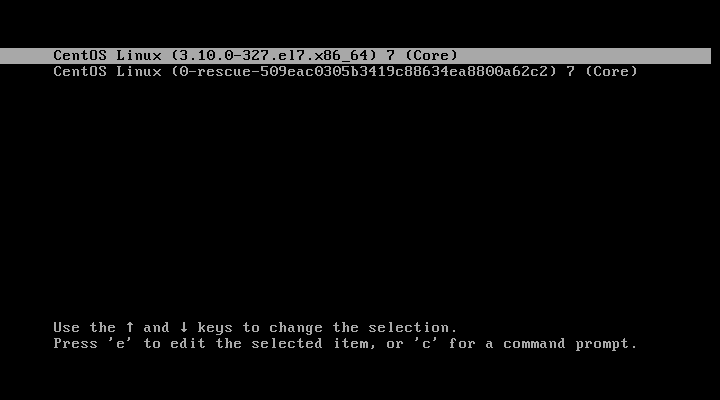 CentOS Linux (3.10.0-327.el7.x86_64) 7 (Core)
CentOS Linux (0-rescue-509eac0305b3419c88634ea8800a62c2) 7 (Core)
Use the ↑ and ↓ keys to change the selection.
Press 'e' to edit the selected item, or 'c' for a command prompt.